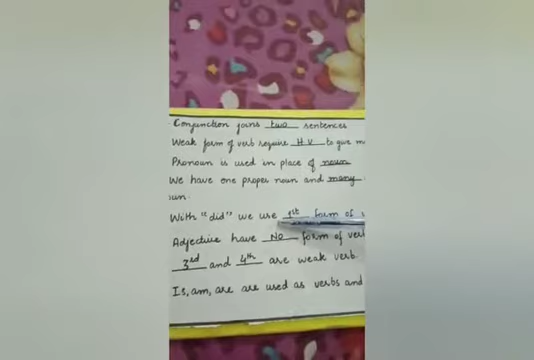 Conjunction joins two sentences
Weak form of verb require H.V to give
Pronoun is used in place of noun
We have one proper noun and many
un.
With "did" we use 1st form of
Adjective have No form of verb
3rd and 4th are weak verb.
Is, am, are are used as verbs and